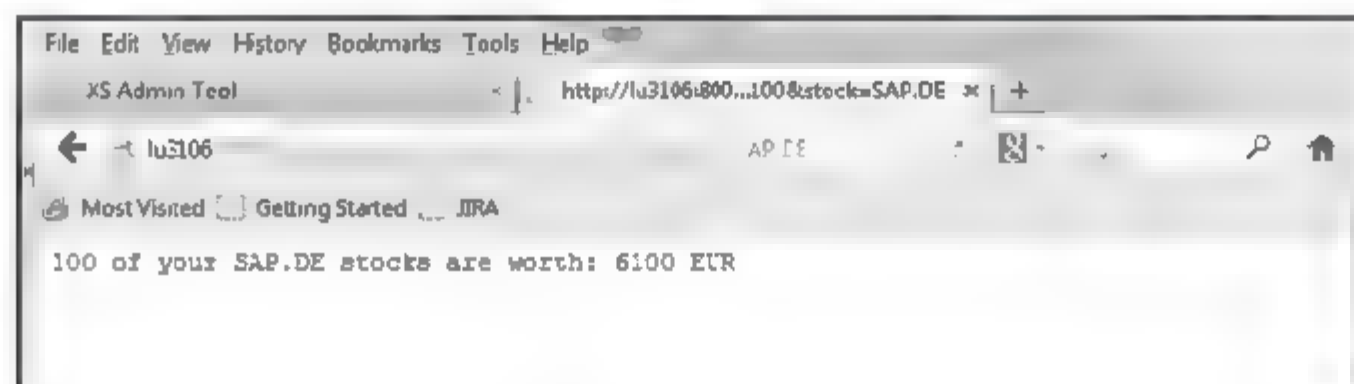 File Edit View History Bookmarks Tools Help
XS Admin Tool http://lu3106:800...100&stock=SAP.DE × +
lu3106
Most Visited Getting Started JIRA
100 of your SAP.DE stocks are worth: 6100 EUR